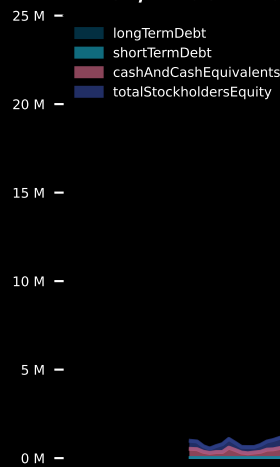 25 M
longTermDebt
shortTermDebt
cashAndCashEquivalents
totalStockholdersEquity
20 M
15 M
10 M
5 M
0 M